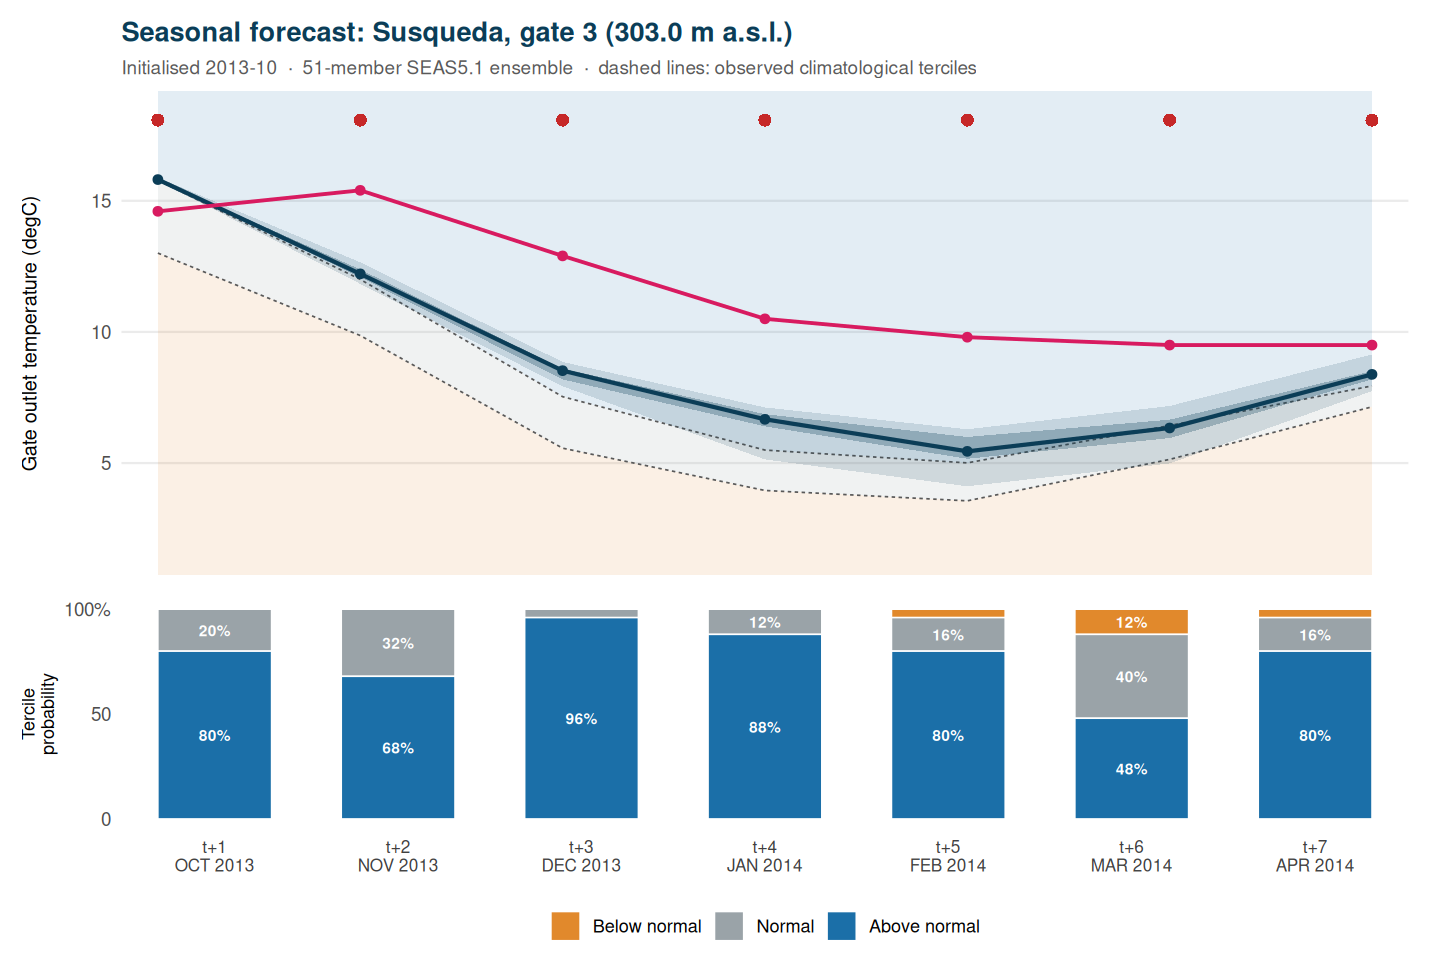 Seasonal forecast: Susqueda, gate 3 (303.0 m a.s.l.)
Initialised 2013-10 · 51-member SEAS5.1 ensemble · dashed lines: observed climatological terciles
Gate outlet temperature (degC)
15
10
5
Tercile
probability
100%
50
0
20%
32%
12%
16%
12%
16%
40%
80%
68%
96%
88%
80%
48%
80%
t+1
OCT 2013
t+2
NOV 2013
t+3
DEC 2013
t+4
JAN 2014
t+5
FEB 2014
t+6
MAR 2014
t+7
APR 2014
Below normal
Normal
Above normal